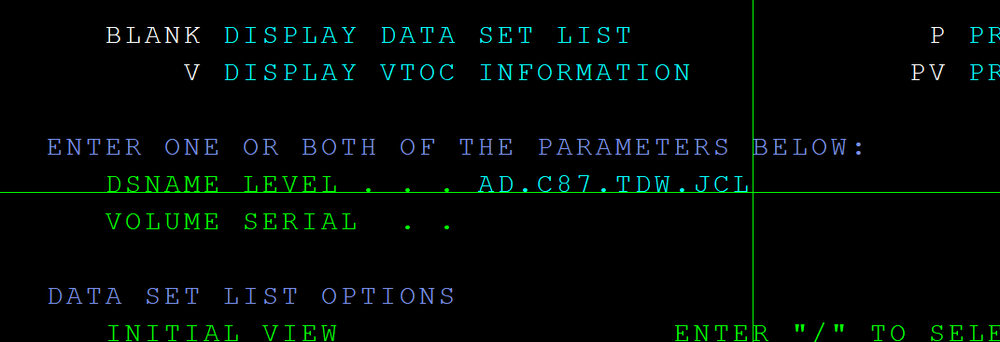 BLANK DISPLAY DATA SET LIST P PR
V DISPLAY VTOC INFORMATION PV PR
ENTER ONE OR BOTH OF THE PARAMETERS BELOW:
DSNAME LEVEL . . . AD.C87.TDW.JCL
VOLUME SERIAL . .
DATA SET LIST OPTIONS
INITIAL VIEW ENTER "/" TO SELE